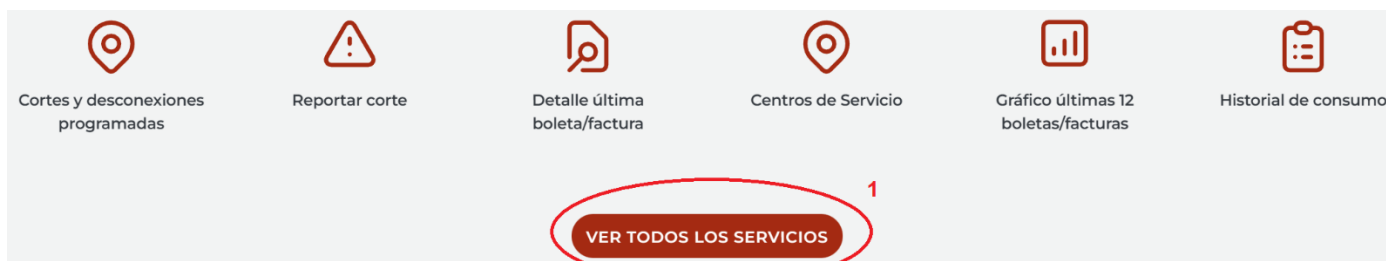 Cortes y desconexiones
programadas
Reportar corte
Detalle última
boleta/factura
Centros de Servicio
Gráfico últimas 12
boletas/facturas
Historial de consumo
1
VER TODOS LOS SERVICIOS